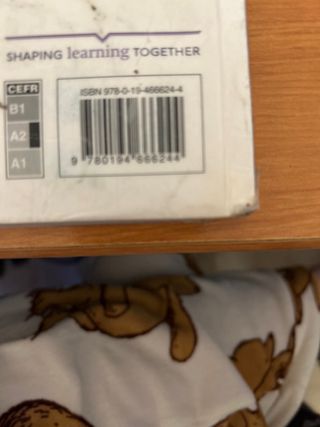 SHAPING learning TOGETHER
CEFR
B1
A2
A1
ISBN 978-0-19-466624-4
9 780194 666244